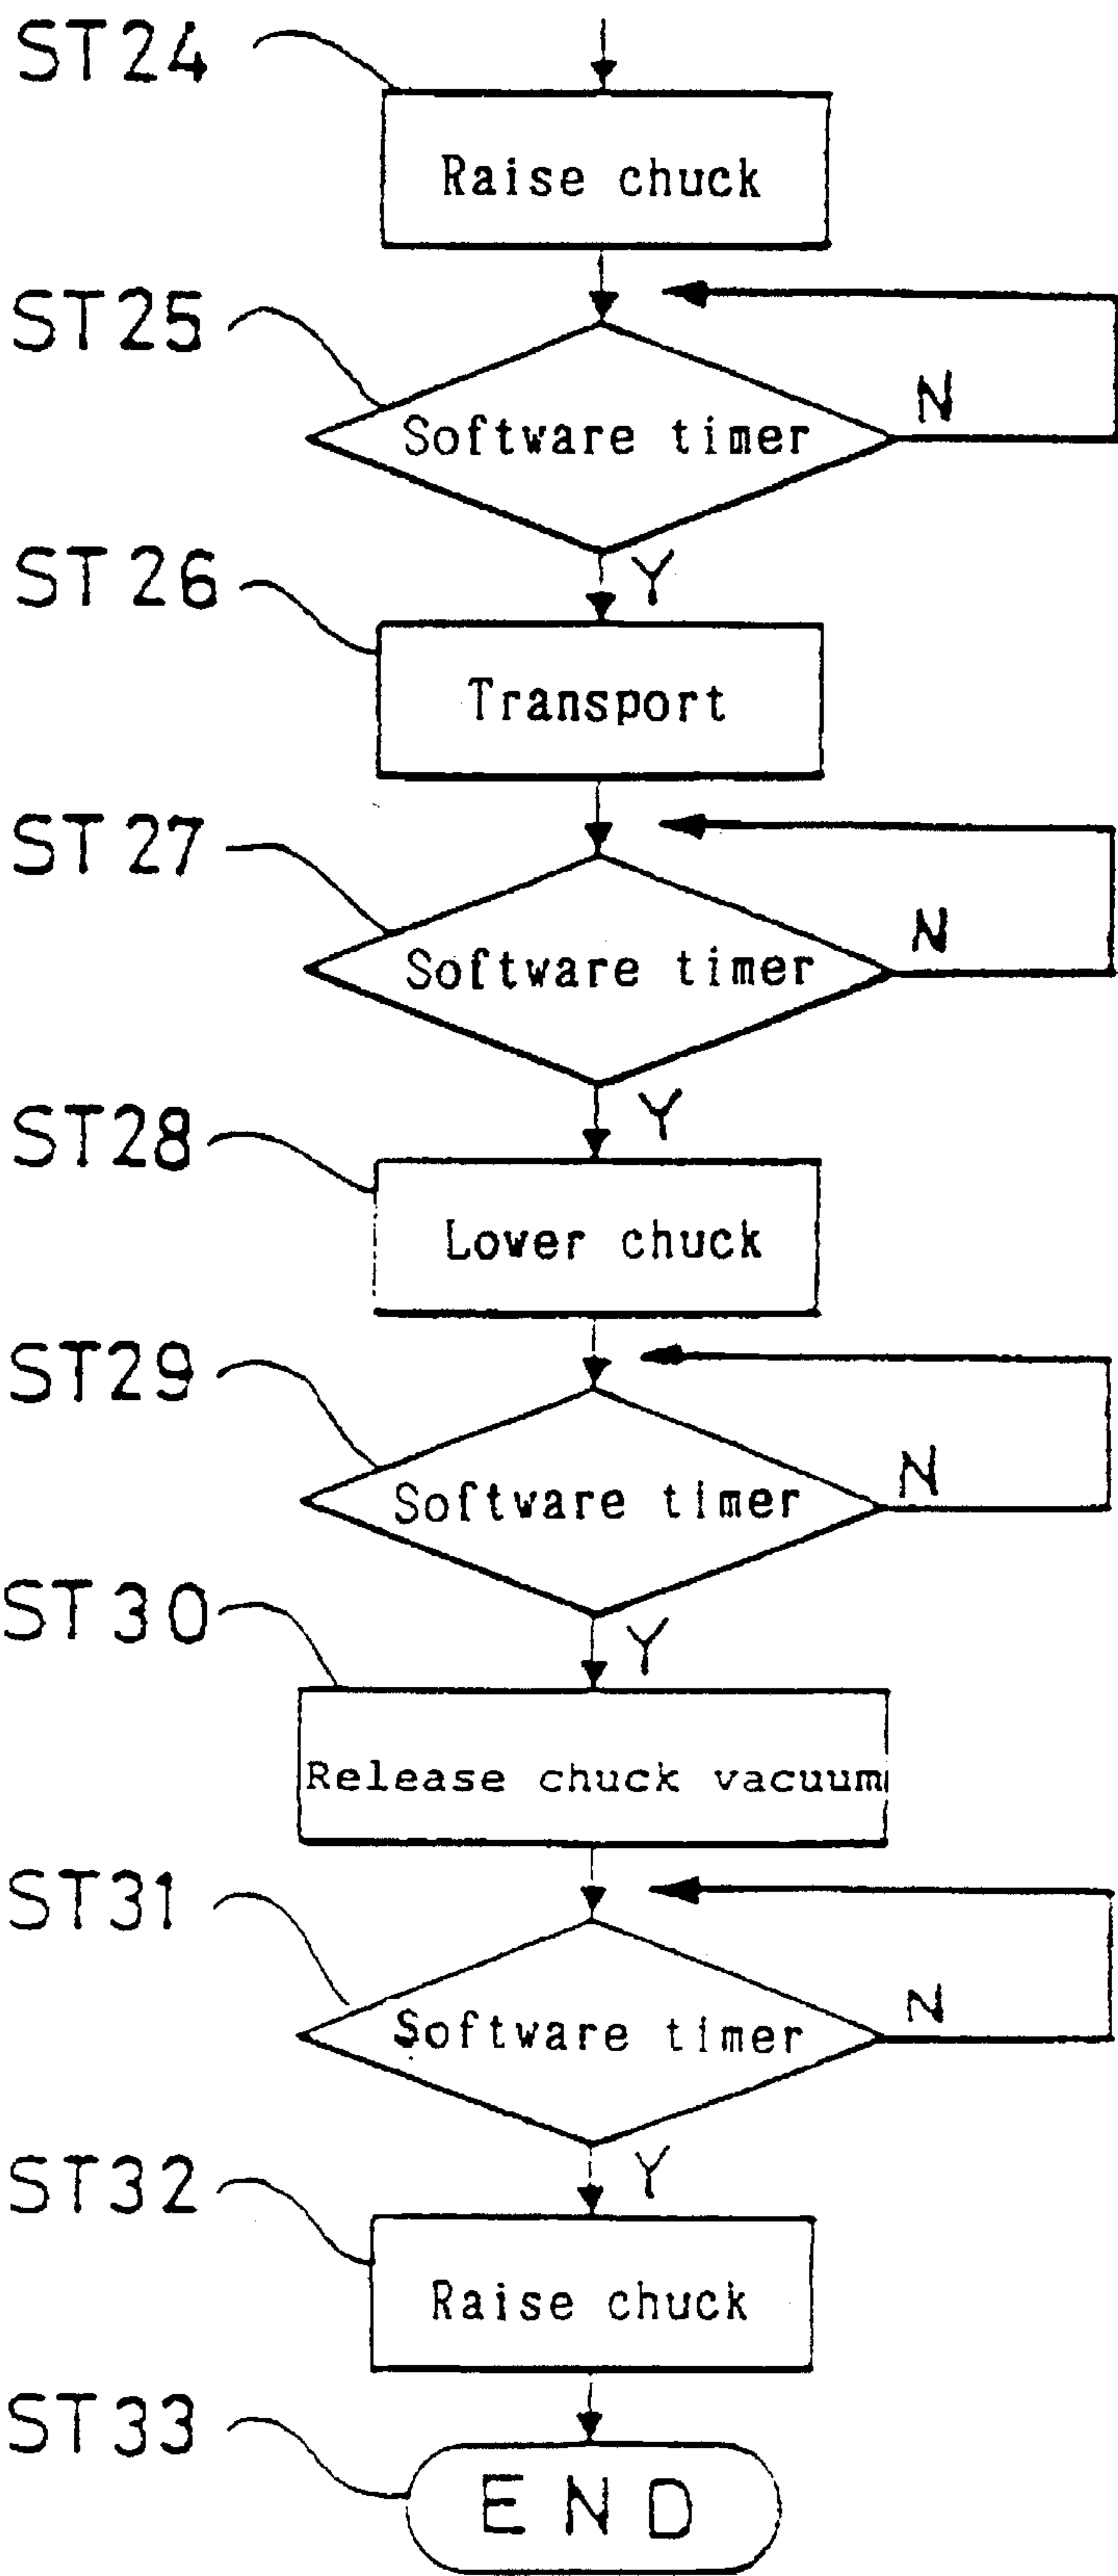 ST24
Raise chuck
ST25
Software timer
N
Y
ST26
Transport
ST27
Software timer
N
Y
ST28
Lower chuck
ST29
Software timer
N
Y
ST30
Release chuck vacuum
ST31
Software timer
N
Y
ST32
Raise chuck
ST33
END